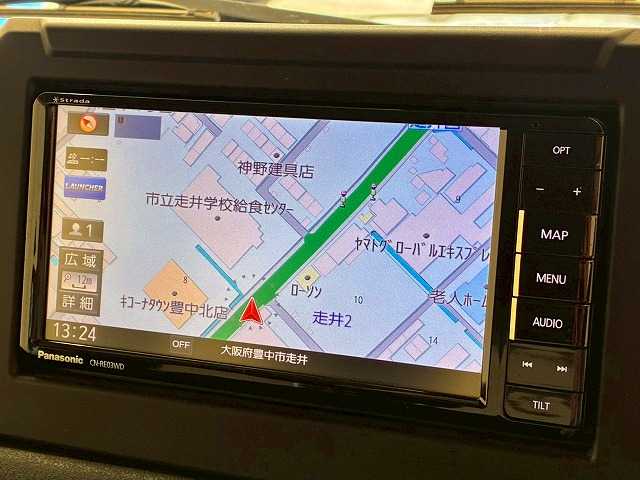 Strada
神野建具店
9
市立走井学校給食センター
ヤマトグローバルエキスプレ
LAUNCHER
1
広域
12m
詳細
8
キコーナタウン豊中北店
ローソン
10
走井2
老人ホーム
14
13:24
OFF
大阪府豊中市走井
Panasonic
CN-RE03WD
OPT
− +
MAP
MENU
AUDIO
TILT